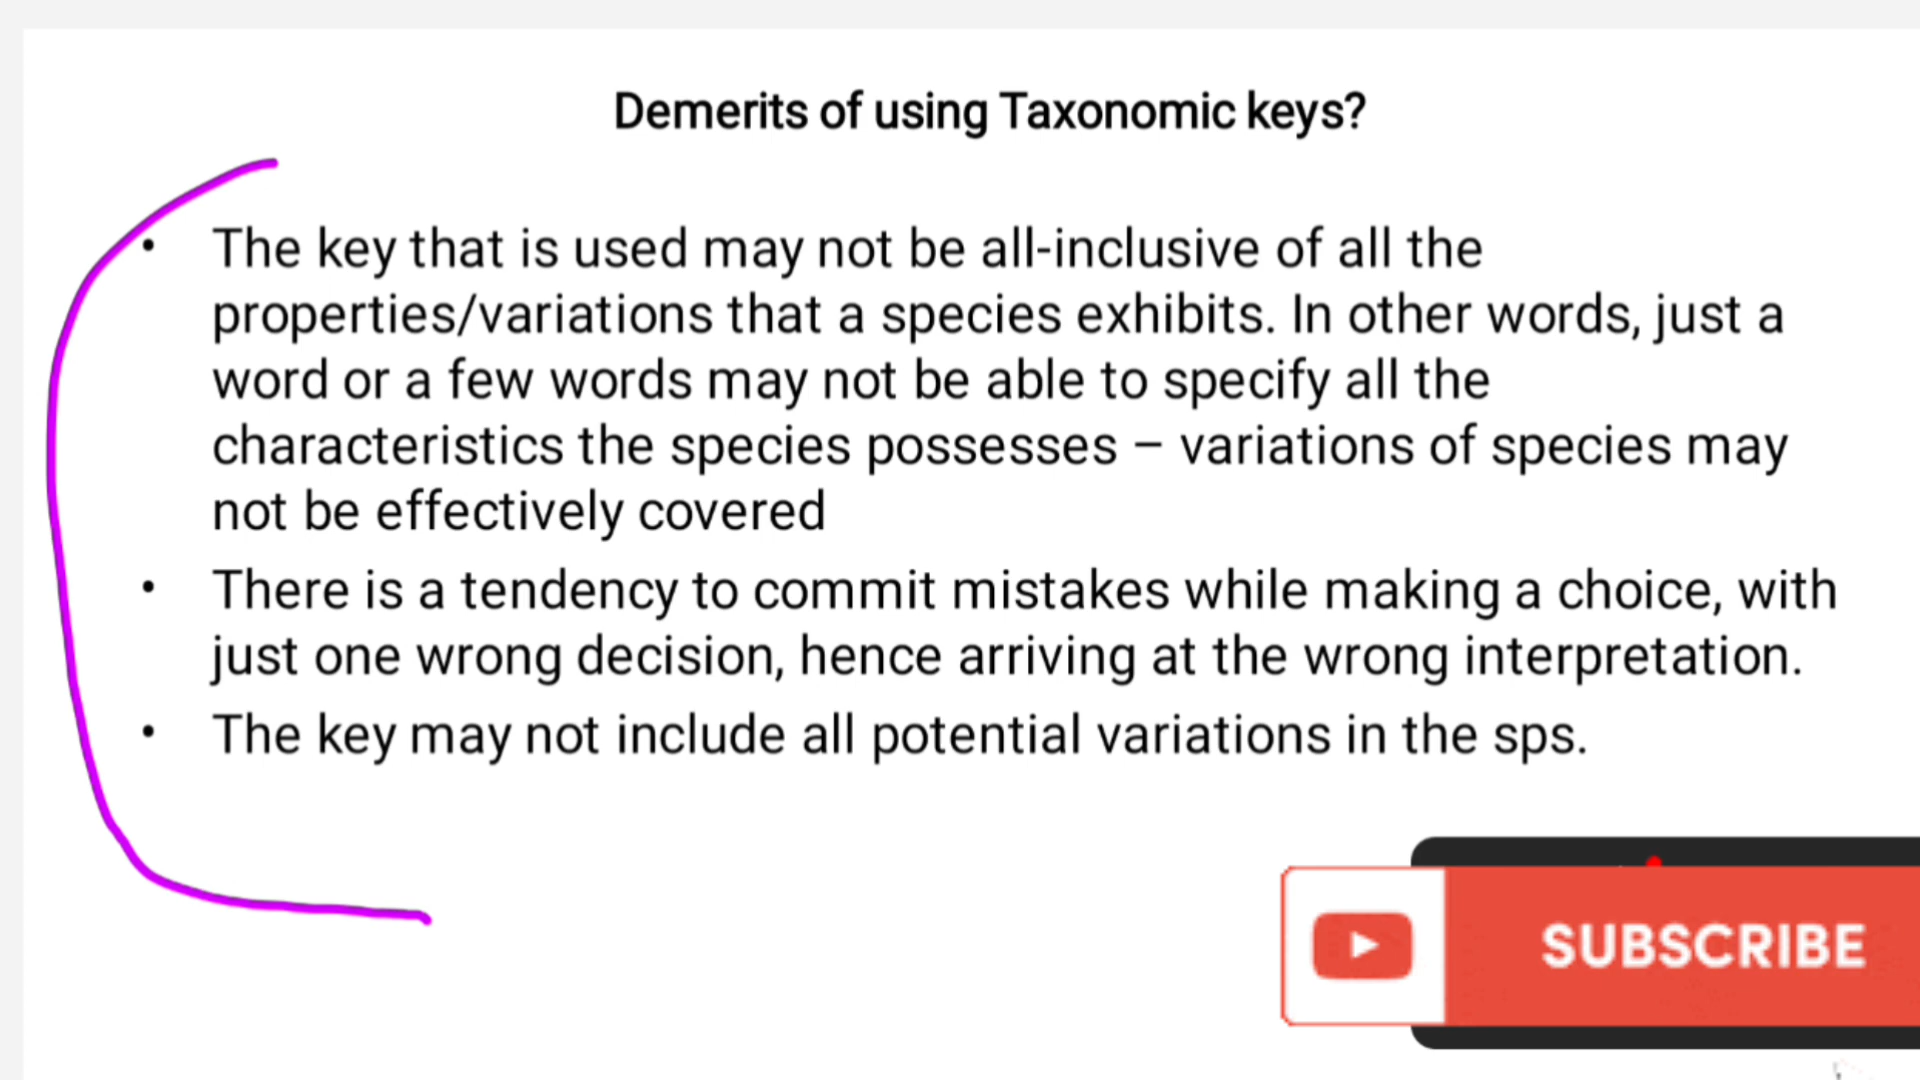 Demerits of using Taxonomic keys?
• The key that is used may not be all-inclusive of all the
properties/variations that a species exhibits. In other words, just a
word or a few words may not be able to specify all the
characteristics the species possesses – variations of species may
not be effectively covered
• There is a tendency to commit mistakes while making a choice, with
just one wrong decision, hence arriving at the wrong interpretation.
• The key may not include all potential variations in the sps.
SUBSCRIBE